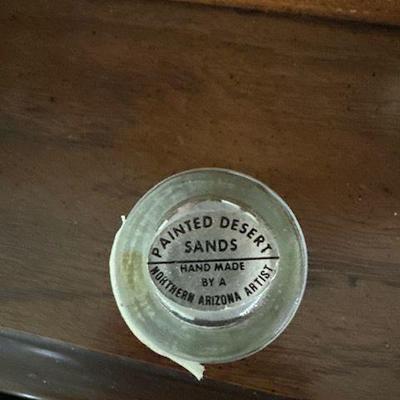 PAINTED DESERT
SANDS
HAND MADE
BY A
NORTHERN ARIZONA ARTIST